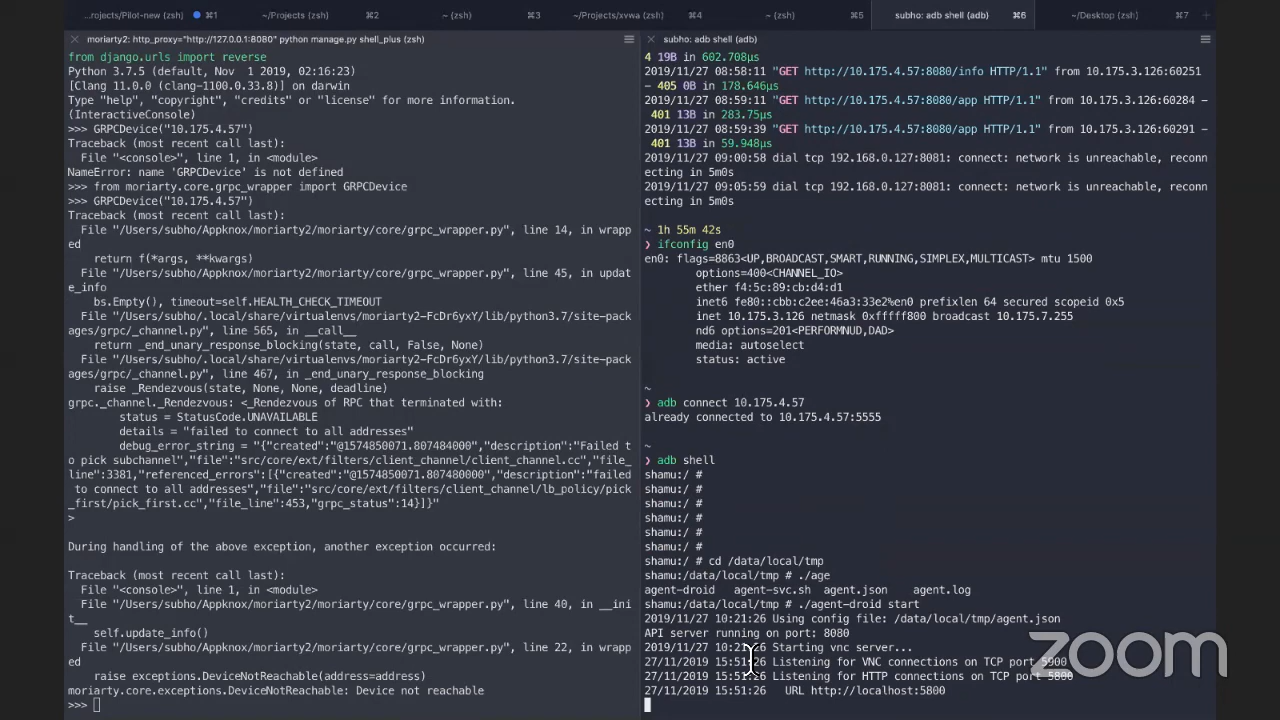 ...rojects/Pilot-new (zsh) ⌘1 ~/Projects (zsh) ⌘2 ~ (zsh) ⌘3 ~/Projects/xvwa (zsh) ⌘4 ~ (zsh) ⌘5 subho: adb shell (adb) ⌘6 ~/Desktop (zsh) ⌘7 +
moriarty2: http_proxy="http://127.0.0.1:8080" python manage.py shell_plus (zsh)
from django.urls import reverse
Python 3.7.5 (default, Nov  1 2019, 02:16:23)
[Clang 11.0.0 (clang-1100.0.33.8)] on darwin
Type "help", "copyright", "credits" or "license" for more information.
(InteractiveConsole)
>>> GRPCDevice("10.175.4.57")
Traceback (most recent call last):
  File "<console>", line 1, in <module>
NameError: name 'GRPCDevice' is not defined
>>> from moriarty.core.grpc_wrapper import GRPCDevice
>>> GRPCDevice("10.175.4.57")
Traceback (most recent call last):
  File "/Users/subho/Appknox/moriarty2/moriarty/core/grpc_wrapper.py", line 14, in wrapp
ed
    return f(*args, **kwargs)
  File "/Users/subho/Appknox/moriarty2/moriarty/core/grpc_wrapper.py", line 45, in updat
e_info
    bs.Empty(), timeout=self.HEALTH_CHECK_TIMEOUT
  File "/Users/subho/.local/share/virtualenvs/moriarty2-FcDr6yxY/lib/python3.7/site-pack
ages/grpc/_channel.py", line 565, in __call__
    return _end_unary_response_blocking(state, call, False, None)
  File "/Users/subho/.local/share/virtualenvs/moriarty2-FcDr6yxY/lib/python3.7/site-pack
ages/grpc/_channel.py", line 467, in _end_unary_response_blocking
    raise _Rendezvous(state, None, None, deadline)
grpc._channel._Rendezvous: <_Rendezvous of RPC that terminated with:
        status = StatusCode.UNAVAILABLE
        details = "failed to connect to all addresses"
        debug_error_string = "{"created":"@1574850071.807484000","description":"Failed t
o pick subchannel","file":"src/core/ext/filters/client_channel/client_channel.cc","file_
line":3381,"referenced_errors":[{"created":"@1574850071.807480000","description":"failed
 to connect to all addresses","file":"src/core/ext/filters/client_channel/lb_policy/pick
_first/pick_first.cc","file_line":453,"grpc_status":14}]}"
>
During handling of the above exception, another exception occurred:
Traceback (most recent call last):
  File "<console>", line 1, in <module>
  File "/Users/subho/Appknox/moriarty2/moriarty/core/grpc_wrapper.py", line 40, in __ini
t__
    self.update_info()
  File "/Users/subho/Appknox/moriarty2/moriarty/core/grpc_wrapper.py", line 22, in wrapp
ed
    raise exceptions.DeviceNotReachable(address=address)
moriarty.core.exceptions.DeviceNotReachable: Device not reachable
>>>
subho: adb shell (adb)
4 19B in 602.708µs
2019/11/27 08:58:11 "GET http://10.175.4.57:8080/info HTTP/1.1" from 10.175.3.126:60251
- 405 0B in 178.646µs
2019/11/27 08:59:11 "GET http://10.175.4.57:8080/app HTTP/1.1" from 10.175.3.126:60284 -
 401 13B in 283.75µs
2019/11/27 08:59:39 "GET http://10.175.4.57:8080/app HTTP/1.1" from 10.175.3.126:60291 -
 401 13B in 59.948µs
2019/11/27 09:00:58 dial tcp 192.168.0.127:8081: connect: network is unreachable, reconn
ecting in 5m0s
2019/11/27 09:05:59 dial tcp 192.168.0.127:8081: connect: network is unreachable, reconn
ecting in 5m0s
~ 1h 55m 42s
❯ ifconfig en0
en0: flags=8863<UP,BROADCAST,SMART,RUNNING,SIMPLEX,MULTICAST> mtu 1500
        options=400<CHANNEL_IO>
        ether f4:5c:89:cb:d4:d1
        inet6 fe80::cbb:c2ee:46a3:33e2%en0 prefixlen 64 secured scopeid 0x5
        inet 10.175.3.126 netmask 0xfffff800 broadcast 10.175.7.255
        nd6 options=201<PERFORMNUD,DAD>
        media: autoselect
        status: active
~
❯ adb connect 10.175.4.57
already connected to 10.175.4.57:5555
~
❯ adb shell
shamu:/ #
shamu:/ #
shamu:/ #
shamu:/ #
shamu:/ #
shamu:/ #
shamu:/ # cd /data/local/tmp
shamu:/data/local/tmp # ./age
agent-droid   agent-svc.sh  agent.json    agent.log
shamu:/data/local/tmp # ./agent-droid start
2019/11/27 10:21:26 Using config file: /data/local/tmp/agent.json
API server running on port: 8080
2019/11/27 10:21:26 Starting vnc server...
27/11/2019 15:51:26 Listening for VNC connections on TCP port 5900
27/11/2019 15:51:26 Listening for HTTP connections on TCP port 5800
27/11/2019 15:51:26   URL http://localhost:5800
zoom